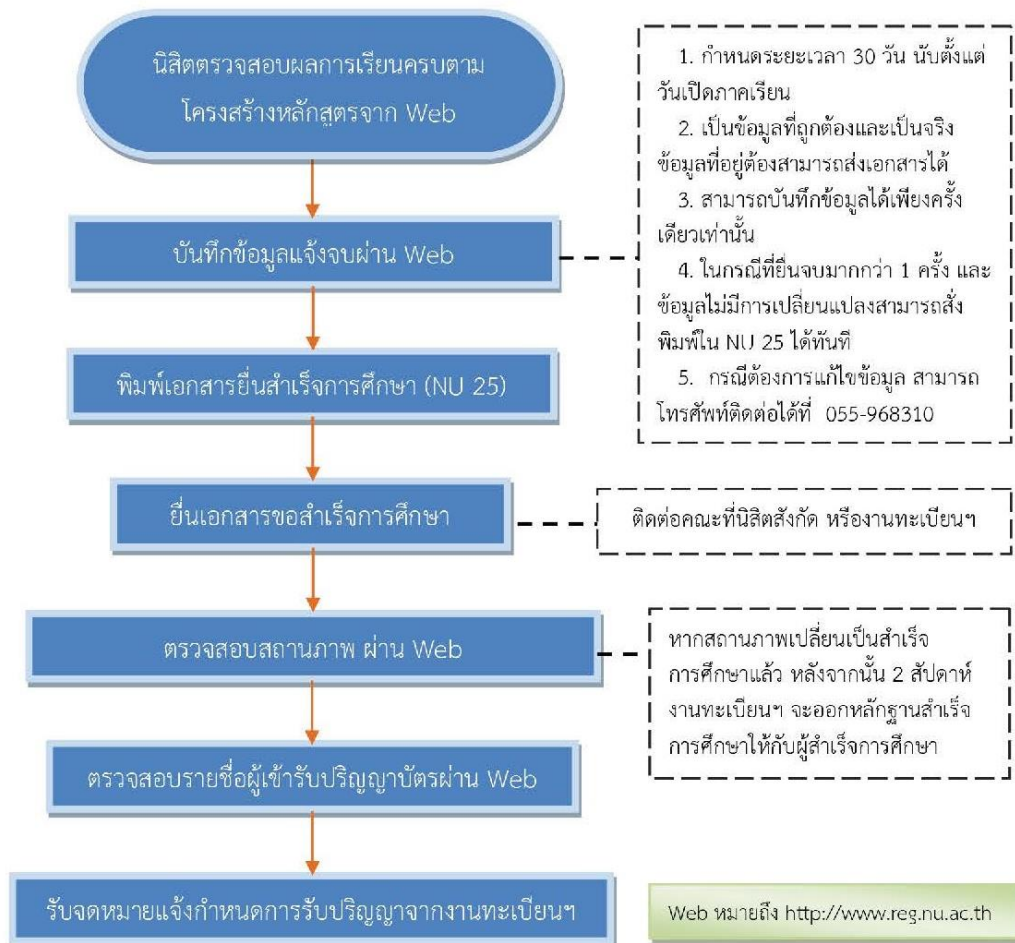 นิสิตตรวจสอบผลการเรียนครบตาม
โครงสร้างหลักสูตรจาก Web
บันทึกข้อมูลแจ้งจบผ่าน Web
1. กำหนดระยะเวลา 30 วัน นับตั้งแต่
วันเปิดภาคเรียน
2. เป็นข้อมูลที่ถูกต้องและเป็นจริง
ข้อมูลที่อยู่ต้องสามารถส่งเอกสารได้
3. สามารถบันทึกข้อมูลได้เพียงครั้ง
เดียวเท่านั้น
4. ในกรณีที่ยื่นจบมากกว่า 1 ครั้ง และ
ข้อมูลไม่มีการเปลี่ยนแปลงสามารถสั่ง
พิมพ์ใน NU 25 ได้ทันที
5. กรณีต้องการแก้ไขข้อมูล สามารถ
โทรศัพท์ติดต่อได้ที่ 055-968310
พิมพ์เอกสารยื่นสำเร็จการศึกษา (NU 25)
ยื่นเอกสารขอสำเร็จการศึกษา
ติดต่อคณะที่นิสิตสังกัด หรืองานทะเบียนฯ
ตรวจสอบสถานภาพ ผ่าน Web
หากสถานภาพเปลี่ยนเป็นสำเร็จ
การศึกษาแล้ว หลังจากนั้น 2 สัปดาห์
งานทะเบียนฯ จะออกหลักฐานสำเร็จ
การศึกษาให้กับผู้สำเร็จการศึกษา
ตรวจสอบรายชื่อผู้เข้ารับปริญญาบัตรผ่าน Web
รับจดหมายแจ้งกำหนดการรับปริญญาจากงานทะเบียนฯ
Web หมายถึง http://www.reg.nu.ac.th